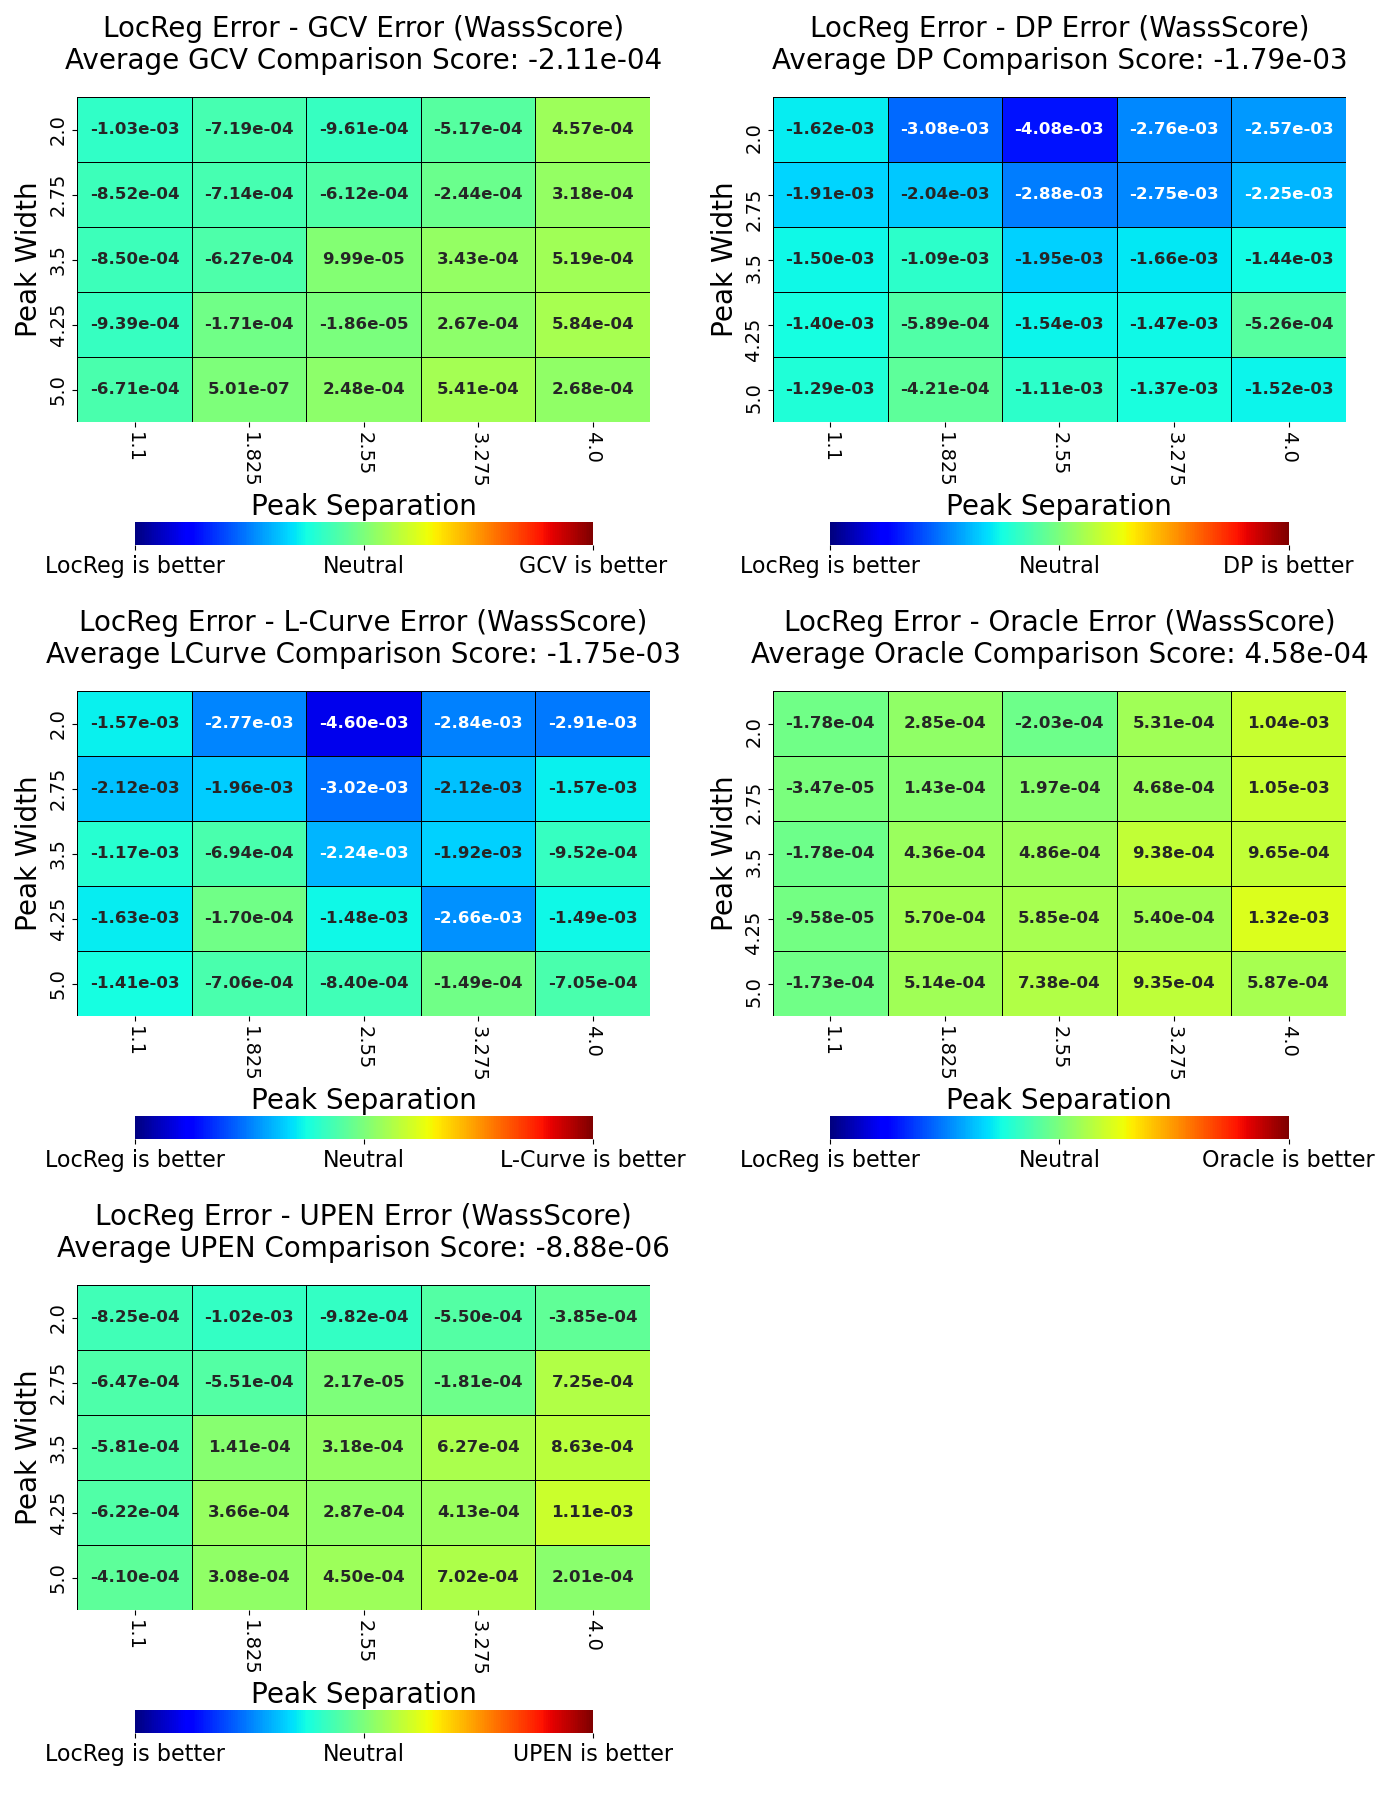 LocReg Error - GCV Error (WassScore)
Average GCV Comparison Score: -2.11e-04
Peak Width
2.0 -1.03e-03 -7.19e-04 -9.61e-04 -5.17e-04 4.57e-04
2.75 -8.52e-04 -7.14e-04 -6.12e-04 -2.44e-04 3.18e-04
3.5 -8.50e-04 -6.27e-04 9.99e-05 3.43e-04 5.19e-04
4.25 -9.39e-04 -1.71e-04 -1.86e-05 2.67e-04 5.84e-04
5.0 -6.71e-04 5.01e-07 2.48e-04 5.41e-04 2.68e-04
1.1 1.825 2.55 3.275 4.0
Peak Separation
LocReg is better Neutral GCV is better
LocReg Error - DP Error (WassScore)
Average DP Comparison Score: -1.79e-03
Peak Width
2.0 -1.62e-03 -3.08e-03 -4.08e-03 -2.76e-03 -2.57e-03
2.75 -1.91e-03 -2.04e-03 -2.88e-03 -2.75e-03 -2.25e-03
3.5 -1.50e-03 -1.09e-03 -1.95e-03 -1.66e-03 -1.44e-03
4.25 -1.40e-03 -5.89e-04 -1.54e-03 -1.47e-03 -5.26e-04
5.0 -1.29e-03 -4.21e-04 -1.11e-03 -1.37e-03 -1.52e-03
1.1 1.825 2.55 3.275 4.0
Peak Separation
LocReg is better Neutral DP is better
LocReg Error - L-Curve Error (WassScore)
Average LCurve Comparison Score: -1.75e-03
Peak Width
2.0 -1.57e-03 -2.77e-03 -4.60e-03 -2.84e-03 -2.91e-03
2.75 -2.12e-03 -1.96e-03 -3.02e-03 -2.12e-03 -1.57e-03
3.5 -1.17e-03 -6.94e-04 -2.24e-03 -1.92e-03 -9.52e-04
4.25 -1.63e-03 -1.70e-04 -1.48e-03 -2.66e-03 -1.49e-03
5.0 -1.41e-03 -7.06e-04 -8.40e-04 -1.49e-04 -7.05e-04
1.1 1.825 2.55 3.275 4.0
Peak Separation
LocReg is better Neutral L-Curve is better
LocReg Error - Oracle Error (WassScore)
Average Oracle Comparison Score: 4.58e-04
Peak Width
2.0 -1.78e-04 2.85e-04 -2.03e-04 5.31e-04 1.04e-03
2.75 -3.47e-05 1.43e-04 1.97e-04 4.68e-04 1.05e-03
3.5 -1.78e-04 4.36e-04 4.86e-04 9.38e-04 9.65e-04
4.25 -9.58e-05 5.70e-04 5.85e-04 5.40e-04 1.32e-03
5.0 -1.73e-04 5.14e-04 7.38e-04 9.35e-04 5.87e-04
1.1 1.825 2.55 3.275 4.0
Peak Separation
LocReg is better Neutral Oracle is better
LocReg Error - UPEN Error (WassScore)
Average UPEN Comparison Score: -8.88e-06
Peak Width
2.0 -8.25e-04 -1.02e-03 -9.82e-04 -5.50e-04 -3.85e-04
2.75 -6.47e-04 -5.51e-04 2.17e-05 -1.81e-04 7.25e-04
3.5 -5.81e-04 1.41e-04 3.18e-04 6.27e-04 8.63e-04
4.25 -6.22e-04 3.66e-04 2.87e-04 4.13e-04 1.11e-03
5.0 -4.10e-04 3.08e-04 4.50e-04 7.02e-04 2.01e-04
1.1 1.825 2.55 3.275 4.0
Peak Separation
LocReg is better Neutral UPEN is better